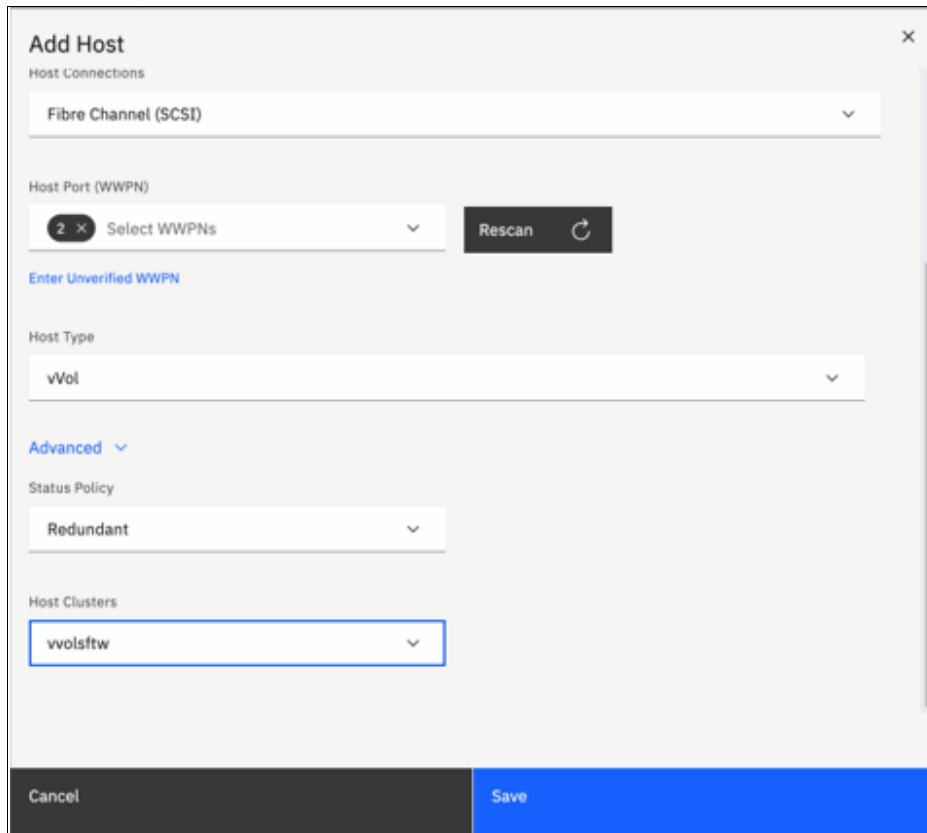 Add Host
Host Connections
Fibre Channel (SCSI)
Host Port (WWPN)
2 × Select WWPNs
Rescan
Enter Unverified WWPN
Host Type
vVol
Advanced
Status Policy
Redundant
Host Clusters
vvolsftw
Cancel
Save